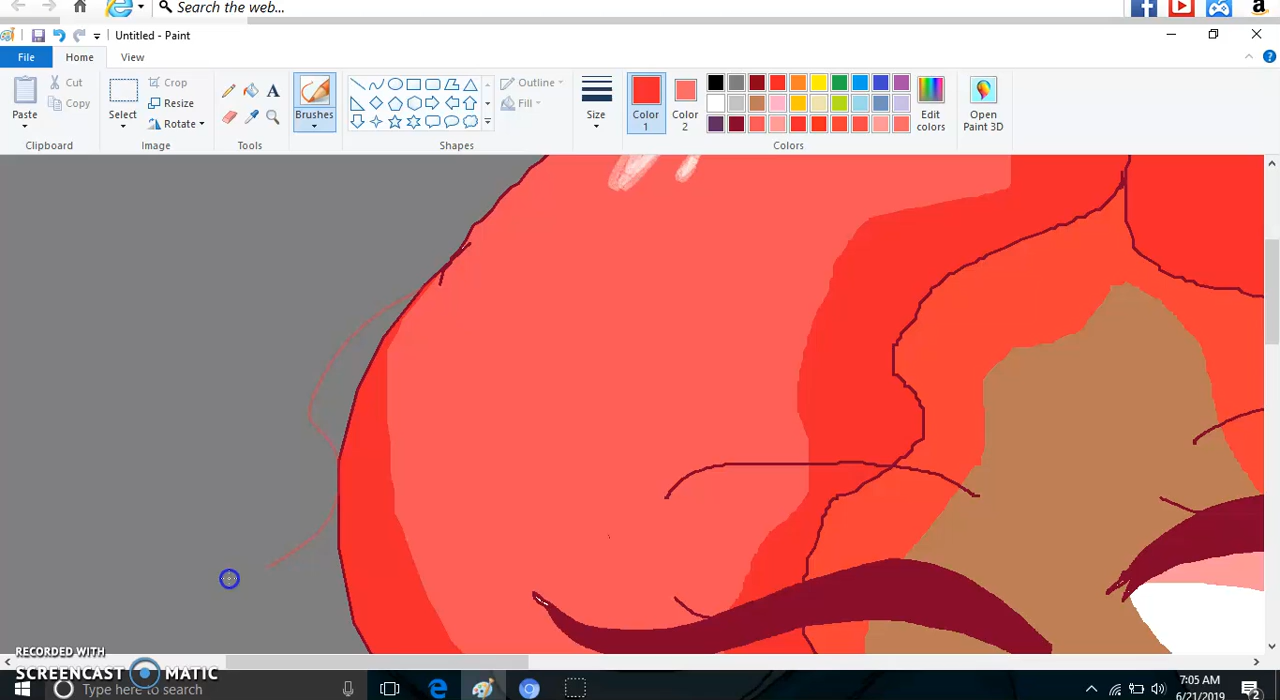 Search the web...
Untitled - Paint
File Home View
Paste
Cut
Copy
Clipboard
Select
Crop
Resize
Rotate
Image
A
Tools
Brushes
Shapes
Outline
Fill
Size
Color 1
Color 2
Colors
Edit colors
Open Paint 3D
RECORDED WITH
SCREENCAST MATIC
Type here to search
7:05 AM
6/21/2019
2